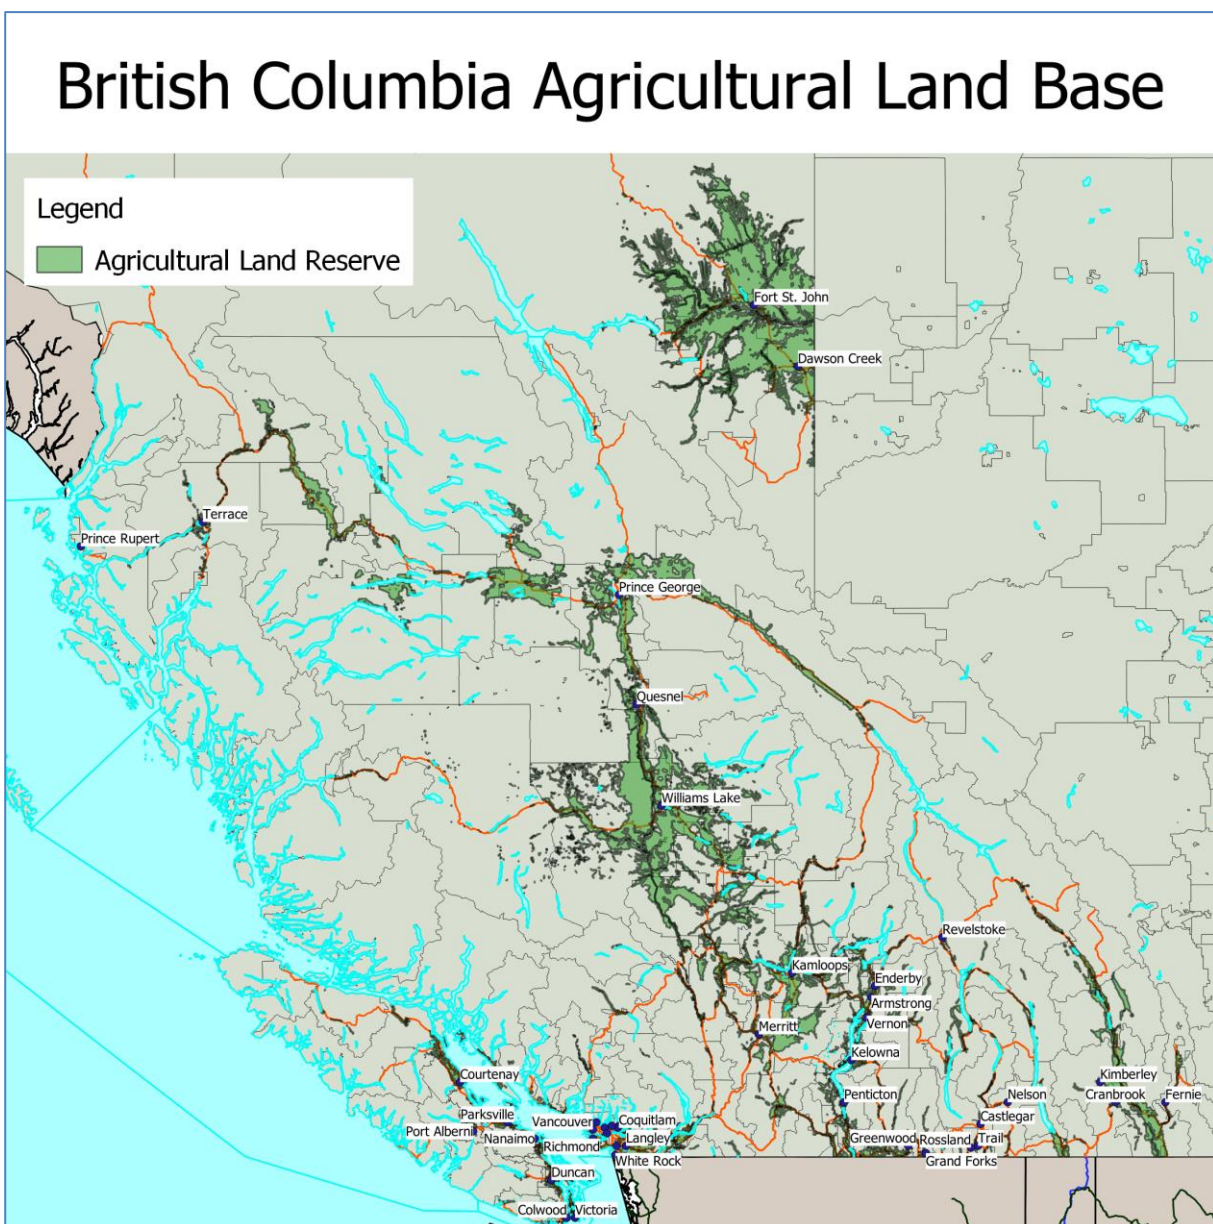 British Columbia Agricultural Land Base
Legend
Agricultural Land Reserve
Fort St. John
Dawson Creek
Terrace
Prince Rupert
Prince George
Quesnel
Williams Lake
Revelstoke
Kamloops
Enderby
Armstrong
Vernon
Merritt
Kelowna
Courtenay
Kimberley
Penticton
Nelson
Cranbrook
Fernie
Parksville
Castlegar
Vancouver
Coquitlam
Port Alberni
Nanaimo
Richmond
Langley
Greenwood
Rossland
Trail
White Rock
Grand Forks
Duncan
Colwood
Victoria